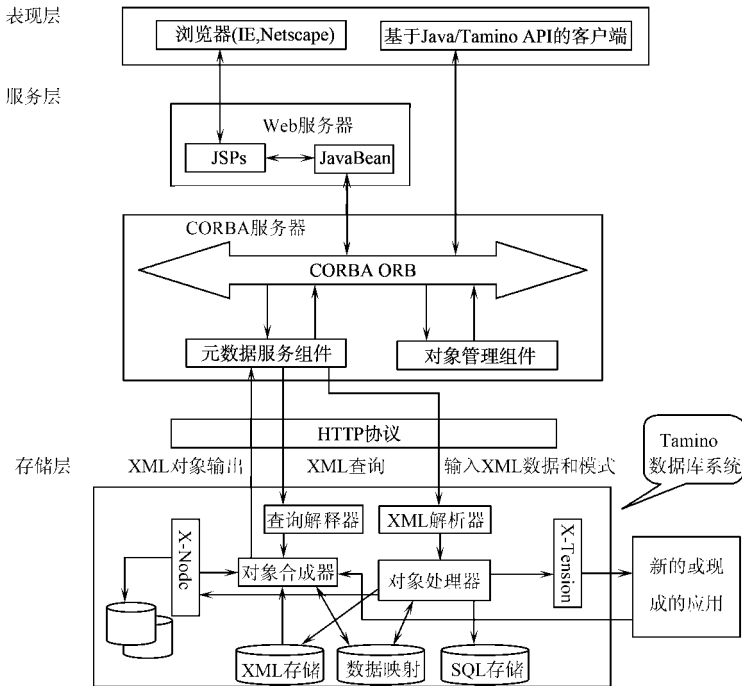 表现层
浏览器(IE,Netscape)
基于Java/Tamino API的客户端
服务层
Web服务器
JSPs
JavaBean
CORBA服务器
CORBA ORB
元数据服务组件
对象管理组件
HTTP协议
Tamino
数据库系统
存储层
XML对象输出
XML查询
输入XML数据和模式
查询解释器
XML解析器
X-Node
对象合成器
对象处理器
X-Tension
新的或现
成的应用
XML存储
数据映射
SQL存储